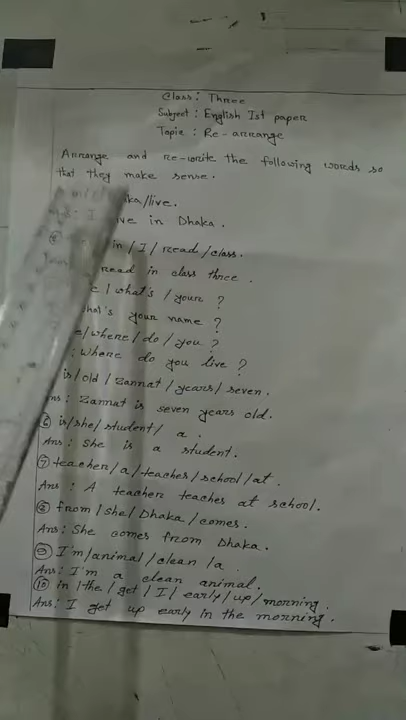 Class: Three
Subject: English Ist paper
Topic: Re-arrange
Arrange and re-write the following words so
that they make sense.
/live.
in Dhaka.
in / I / read / class.
read in class three.
/ what's / your ?
your name ?
/where / do / you ?
Where do you live ?
is/old / Zannat / years/ seven.
Ans: Zannat is seven years old.
⑥ is/she/student/ a.
Ans: She is a student.
⑦ teacher/a/teaches/school/at.
Ans: A teacher teaches at school.
⑧ from/she/Dhaka/comes.
Ans: She comes from Dhaka.
⑨ I'm/animal/clean/a.
Ans: I'm a clean animal.
⑩ in/the/get/I/early/up/morning.
Ans: I get up early in the morning.